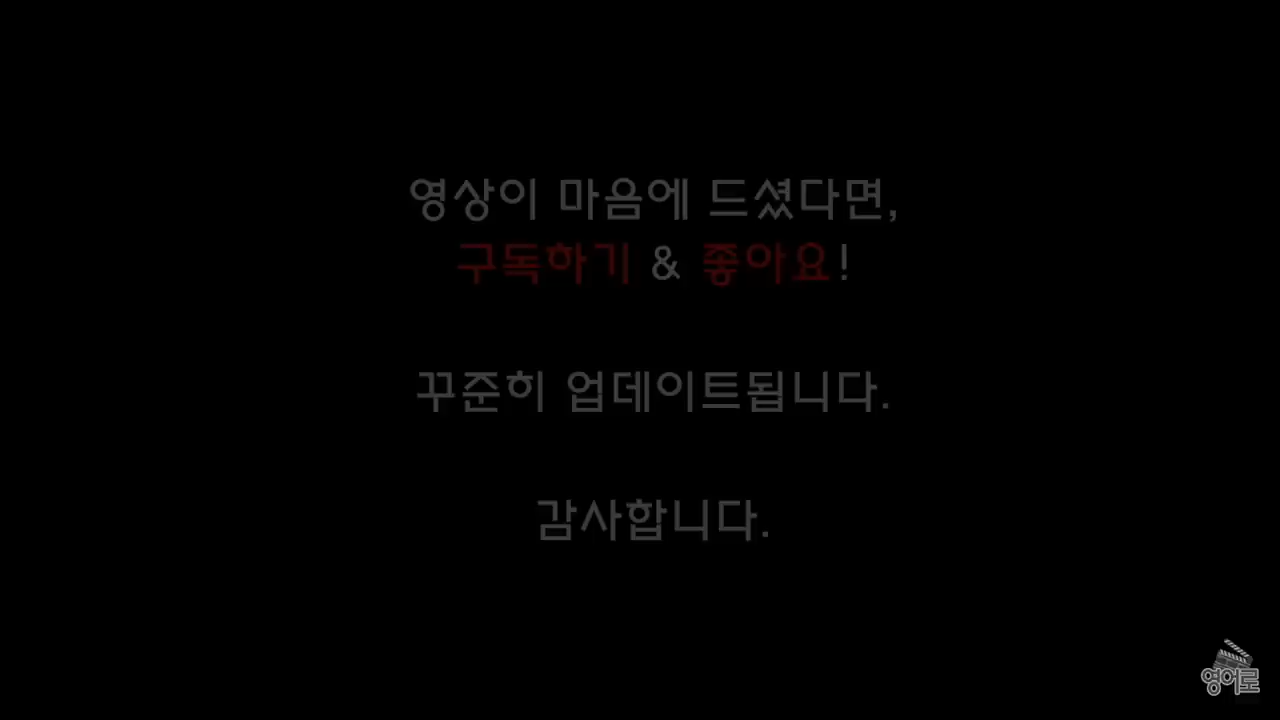 영상이 마음에 드셨다면,
구독하기 & 좋아요!
꾸준히 업데이트됩니다.
감사합니다.
영어로